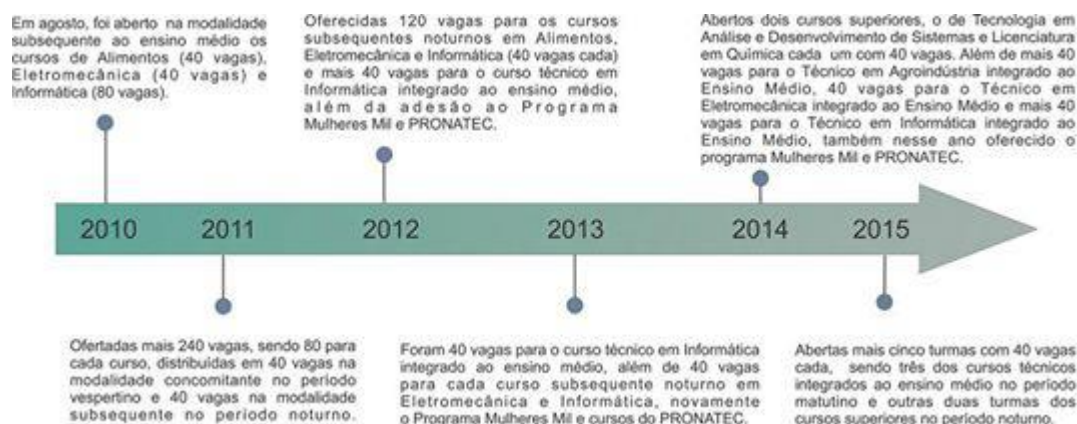 Em agosto, foi aberto na modalidade
subsequente ao ensino médio os
cursos de Alimentos (40 vagas),
Eletromecânica (40 vagas) e
Informática (80 vagas).
Oferecidas 120 vagas para os cursos
subsequentes noturnos em Alimentos,
Eletromecânica e Informática (40 vagas cada)
e mais 40 vagas para o curso técnico em
Informática integrado ao ensino médio,
além da adesão ao Programa
Mulheres Mil e PRONATEC.
Abertos dois cursos superiores, o de Tecnologia em
Análise e Desenvolvimento de Sistemas e Licenciatura
em Química cada um com 40 vagas. Além de mais 40
vagas para o Técnico em Agroindústria integrado ao
Ensino Médio, 40 vagas para o Técnico em
Eletromecânica integrado ao Ensino Médio e mais 40
vagas para o Técnico em Informática integrado ao
Ensino Médio, também nesse ano oferecido o
programa Mulheres Mil e PRONATEC.
2010 2011 2012 2013 2014 2015
Ofertadas mais 240 vagas, sendo 80 para
cada curso, distribuídas em 40 vagas na
modalidade concomitante no período
vespertino e 40 vagas na modalidade
subsequente no período noturno.
Foram 40 vagas para o curso técnico em Informática
integrado ao ensino médio, além de 40 vagas
para cada curso subsequente noturno em
Eletromecânica e Informática, novamente
o Programa Mulheres Mil e cursos do PRONATEC.
Abertas mais cinco turmas com 40 vagas
cada, sendo três dos cursos técnicos
integrados ao ensino médio no período
matutino e outras duas turmas dos
cursos superiores no período noturno.